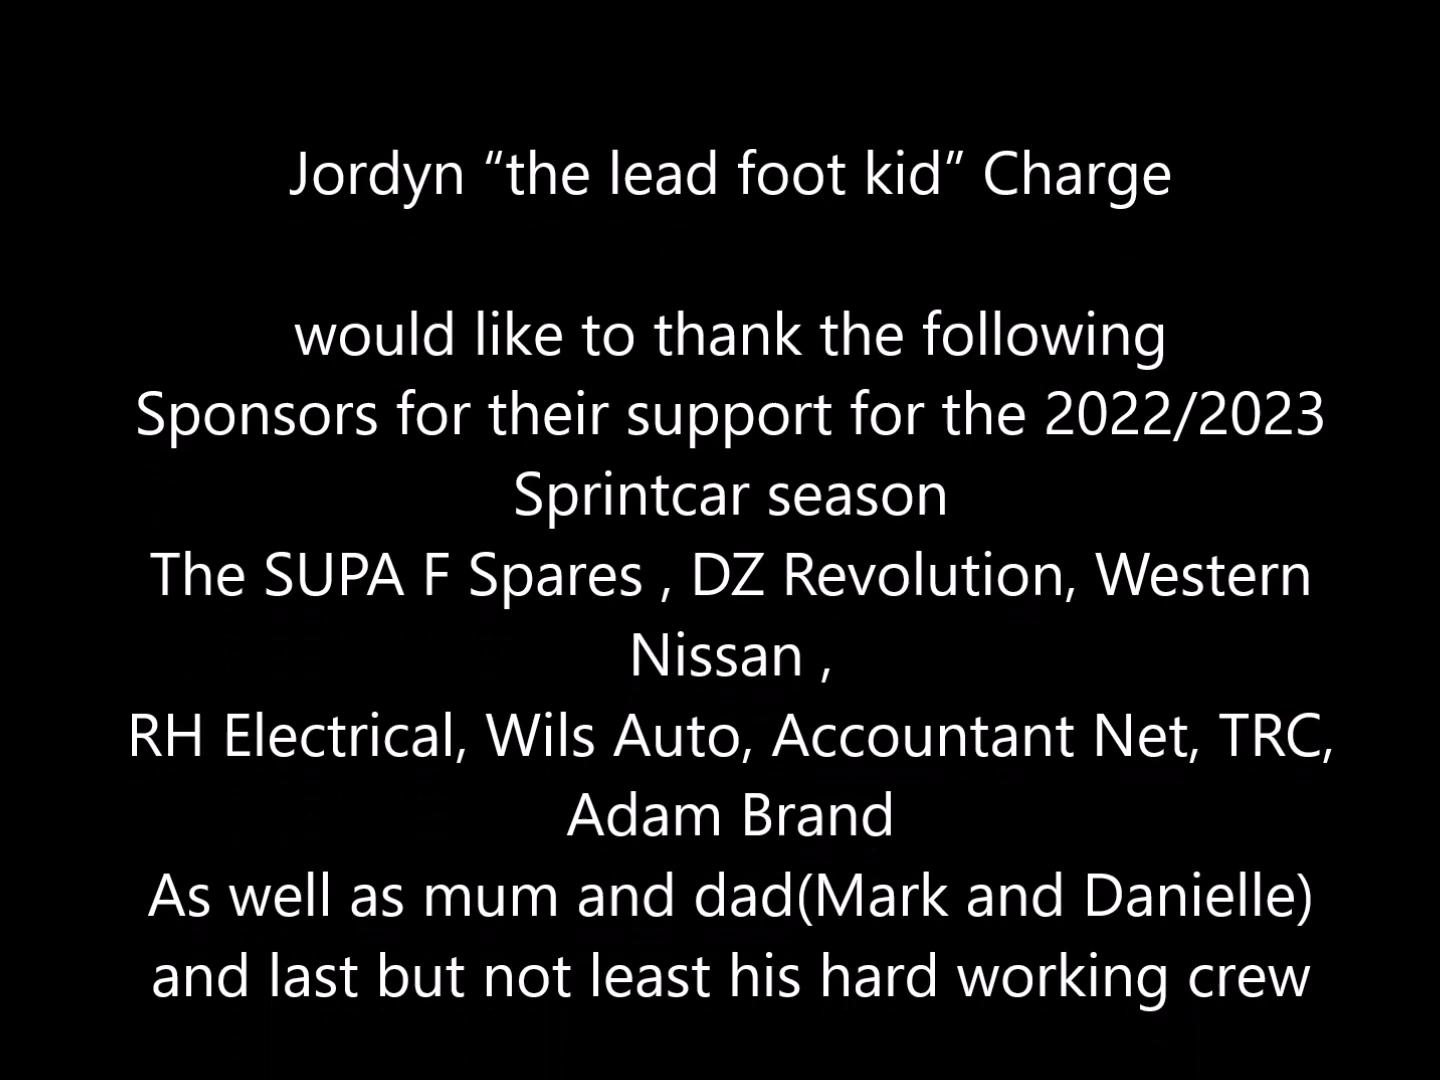 Jordyn “the lead foot kid” Charge
would like to thank the following
Sponsors for their support for the 2022/2023
Sprintcar season
The SUPA F Spares , DZ Revolution, Western
Nissan ,
RH Electrical, Wils Auto, Accountant Net, TRC,
Adam Brand
As well as mum and dad(Mark and Danielle)
and last but not least his hard working crew